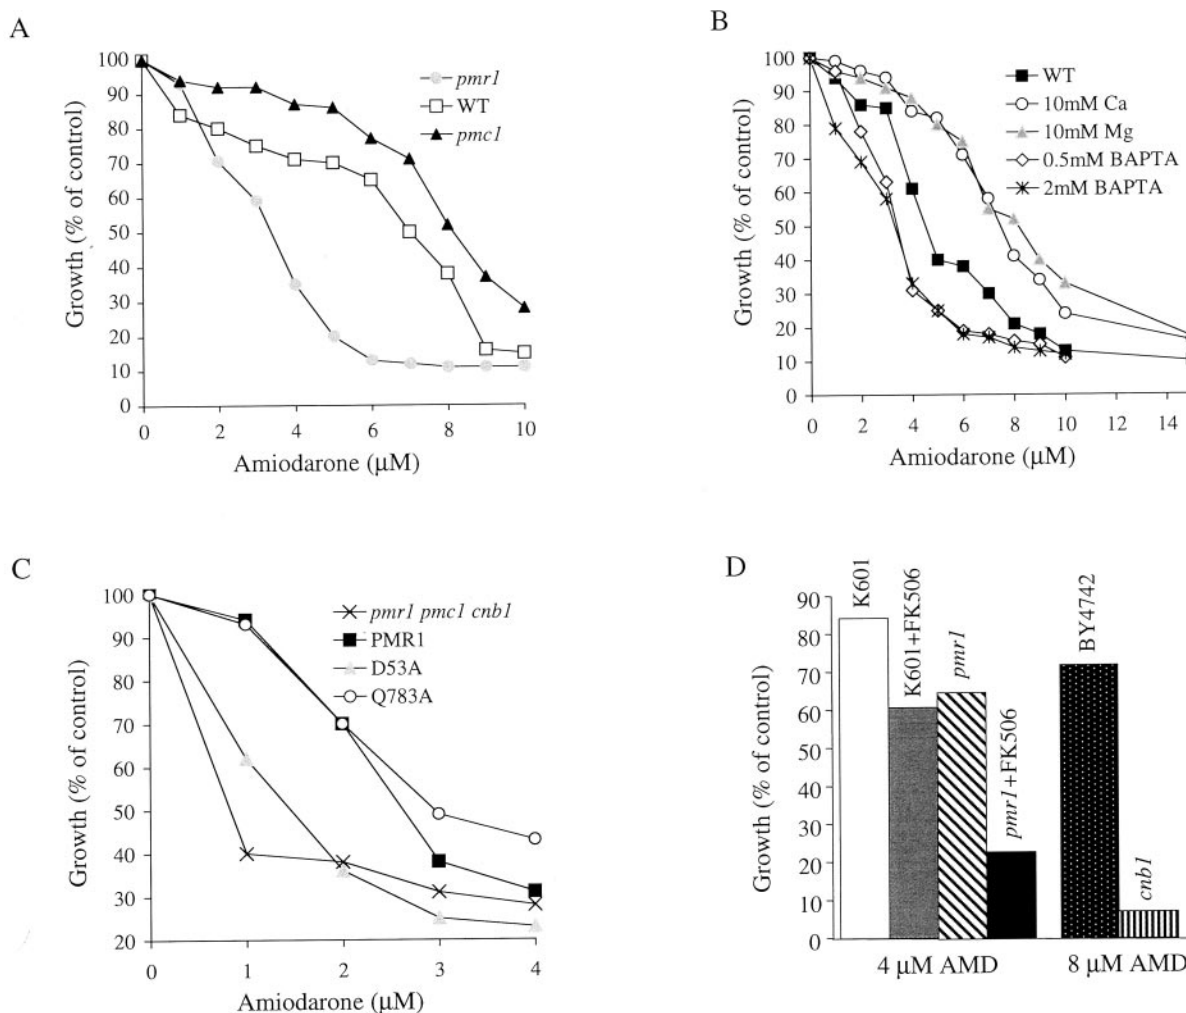 A
Growth (% of control)
100
90
80
70
60
50
40
30
20
10
0
0 2 4 6 8 10
Amiodarone (μM)
pmr1
WT
pmc1
B
Growth (% of control)
100
90
80
70
60
50
40
30
20
10
0
0 2 4 6 8 10 12 14
Amiodarone (μM)
WT
10mM Ca
10mM Mg
0.5mM BAPTA
2mM BAPTA
C
Growth (% of control)
100
90
80
70
60
50
40
30
20
0 1 2 3 4
Amiodarone (μM)
pmr1 pmc1 cnb1
PMR1
D53A
Q783A
D
Growth (% of control)
90
80
70
60
50
40
30
20
10
0
K601
K601+FK506
pmr1
pmr1+FK506
BY4742
cnb1
4 μM AMD 8 μM AMD